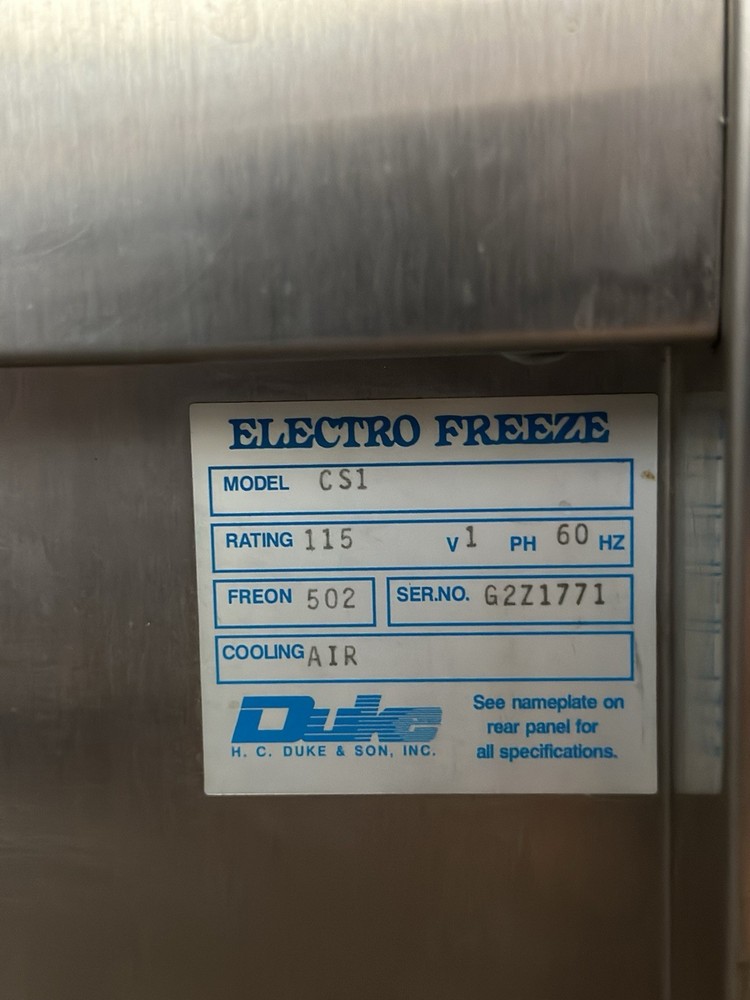 ELECTRO FREEZE
MODEL CS1
RATING 115 V 1 PH 60 HZ
FREON 502 SER.NO. G2Z1771
COOLING AIR
Duke
H. C. DUKE & SON, INC.
See nameplate on
rear panel for
all specifications.